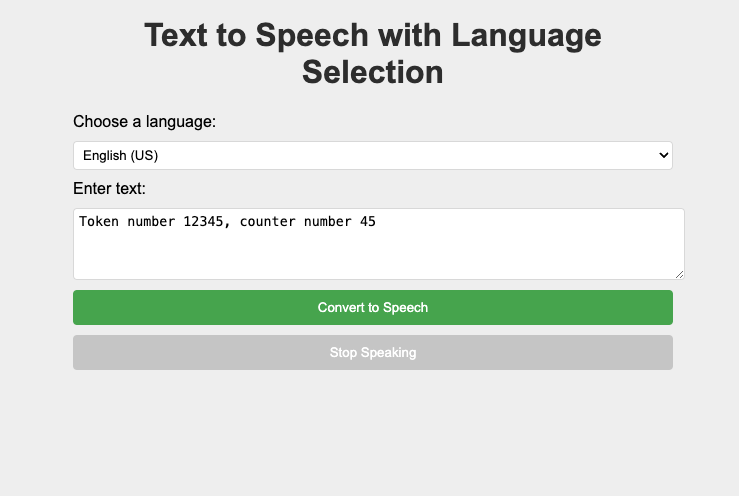 Text to Speech with Language
Selection
Choose a language:
English (US)
Enter text:
Token number 12345, counter number 45
Convert to Speech
Stop Speaking